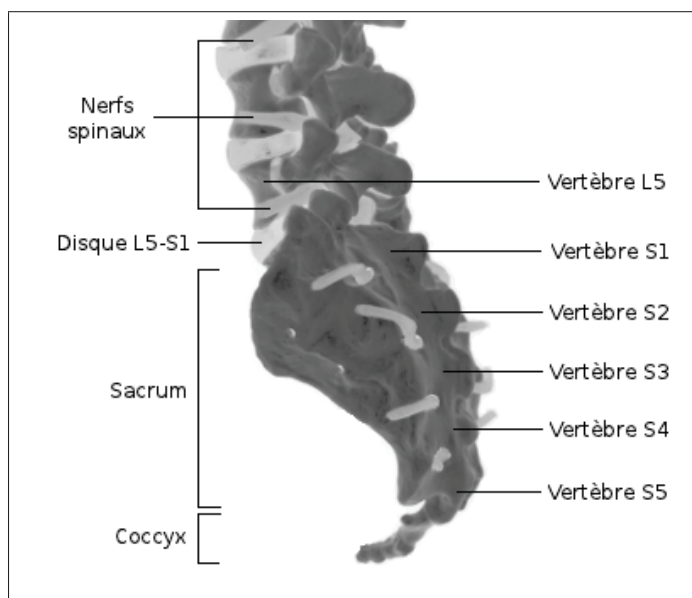 Nerfs
spinaux
Vertèbre L5
Disque L5-S1
Vertèbre S1
Vertèbre S2
Vertèbre S3
Sacrum
Vertèbre S4
Vertèbre S5
Coccyx